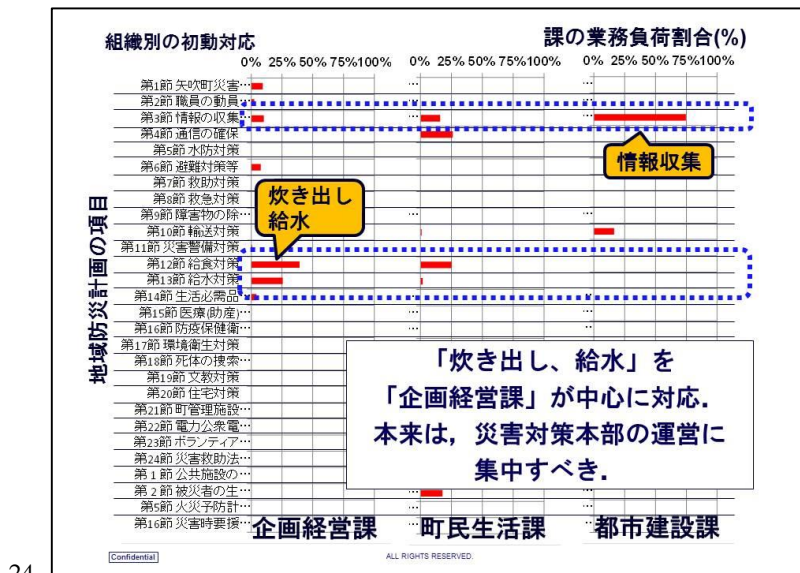 組織別の初動対応
課の業務負荷割合(%)
0% 25% 50% 75%100%
0% 25% 50% 75%100%
0% 25% 50% 75%100%
地域防災計画の項目
第1節 矢吹町災害…
第2節 職員の動員…
第3節 情報の収集…
第4節 通信の確保
第5節 水防対策
第6節 避難対策等
第7節 救助対策
第8節 救急対策
第9節 障害物の除…
第10節 輸送対策
第11節 災害警備対策
第12節 給食対策
第13節 給水対策
第14節 生活必需品…
第15節 医療(助産)…
第16節 防疫保健衛…
第17節 環境衛生対策
第18節 死体の捜索…
第19節 文教対策
第20節 住宅対策
第21節 町管理施設…
第22節 電力公衆電…
第23節 ボランティア…
第24節 災害救助法…
第 1 節 公共施設の…
第 2 節 被災者の生…
第5節 火災予防計…
第16節 災害時要援…
炊き出し
給水
情報収集
「炊き出し、給水」を
「企画経営課」が中心に対応.
本来は，災害対策本部の運営に
集中すべき.
企画経営課
町民生活課
都市建設課
Confidential
ALL RIGHTS RESERVED.
24